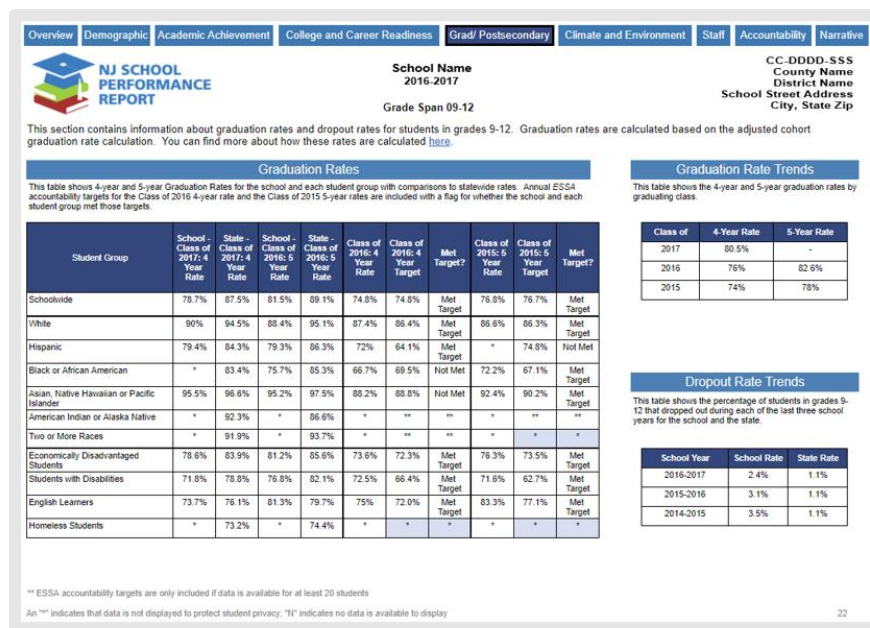 Overview Demographic Academic Achievement College and Career Readiness Grad/ Postsecondary Climate and Environment Staff Accountability Narrative
NJ SCHOOL
PERFORMANCE
REPORT
School Name
2016-2017
Grade Span 09-12
CC-DDDD-SSS
County Name
District Name
School Street Address
City, State Zip
This section contains information about graduation rates and dropout rates for students in grades 9-12. Graduation rates are calculated based on the adjusted cohort
graduation rate calculation. You can find more about how these rates are calculated here.
Graduation Rates
This table shows 4-year and 5-year Graduation Rates for the school and each student group with comparisons to statewide rates. Annual ESSA
accountability targets for the Class of 2016 4-year rate and the Class of 2015 5-year rates are included with a flag for whether the school and each
student group met those targets.
Student Group | School - Class of 2017: 4 Year Rate | State - Class of 2017: 4 Year Rate | School - Class of 2016: 5 Year Rate | State - Class of 2016: 5 Year Rate | Class of 2016: 4 Year Rate | Class of 2016: 4 Year Target | Met Target? | Class of 2015: 5 Year Rate | Class of 2015: 5 Year Target | Met Target?
Schoolwide 78.7% 87.5% 81.5% 89.1% 74.8% 74.8% Met Target 76.8% 76.7% Met Target
White 90% 94.5% 88.4% 95.1% 87.4% 86.4% Met Target 86.6% 86.3% Met Target
Hispanic 79.4% 84.3% 79.3% 86.3% 72% 64.1% Met Target * 74.8% Not Met
Black or African American * 83.4% 75.7% 85.3% 66.7% 69.5% Not Met 72.2% 67.1% Met Target
Asian, Native Hawaiian or Pacific Islander 95.5% 96.6% 95.2% 97.5% 88.2% 88.8% Not Met 92.4% 90.2% Met Target
American Indian or Alaska Native * 92.3% * 86.6% * ** ** * ** **
Two or More Races * 91.9% * 93.7% * ** ** * * *
Economically Disadvantaged Students 78.6% 83.9% 81.2% 85.6% 73.6% 72.3% Met Target 76.3% 73.5% Met Target
Students with Disabilities 71.8% 78.8% 76.8% 82.1% 72.5% 66.4% Met Target 71.6% 62.7% Met Target
English Learners 73.7% 76.1% 81.3% 79.7% 75% 72.0% Met Target 83.3% 77.1% Met Target
Homeless Students * 73.2% * 74.4% * * * * * *
** ESSA accountability targets are only included if data is available for at least 20 students
An "*" indicates that data is not displayed to protect student privacy; "N" indicates no data is available to display
Graduation Rate Trends
This table shows the 4-year and 5-year graduation rates by
graduating class.
Class of 4-Year Rate 5-Year Rate
2017 80.5% -
2016 76% 82.6%
2015 74% 78%
Dropout Rate Trends
This table shows the percentage of students in grades 9-
12 that dropped out during each of the last three school
years for the school and the state.
School Year School Rate State Rate
2016-2017 2.4% 1.1%
2015-2016 3.1% 1.1%
2014-2015 3.5% 1.1%
22